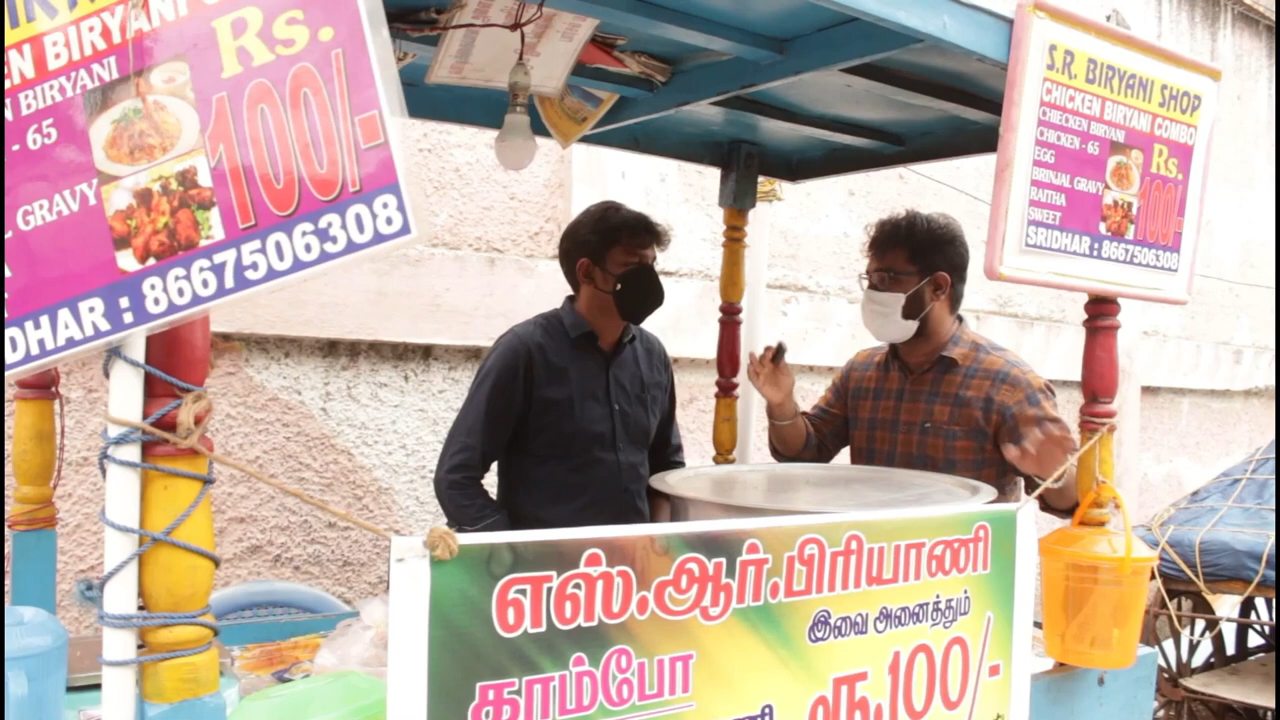 Rs.
EN BIRYANI
N BIRYANI
- 65
100/-
L GRAVY
DHAR : 8667506308
S.R. BIRYANI SHOP
CHICKEN BIRYANI COMBO
CHIECKEN BIRYANI
CHICKEN - 65
EGG
BRINJAL GRAVY
RAITHA
SWEET
Rs.
100/-
SRIDHAR : 8667506308
எஸ்.ஆர்.பிரியாணி
இவை அனைத்தும்
காம்போ
ரூ.100/-